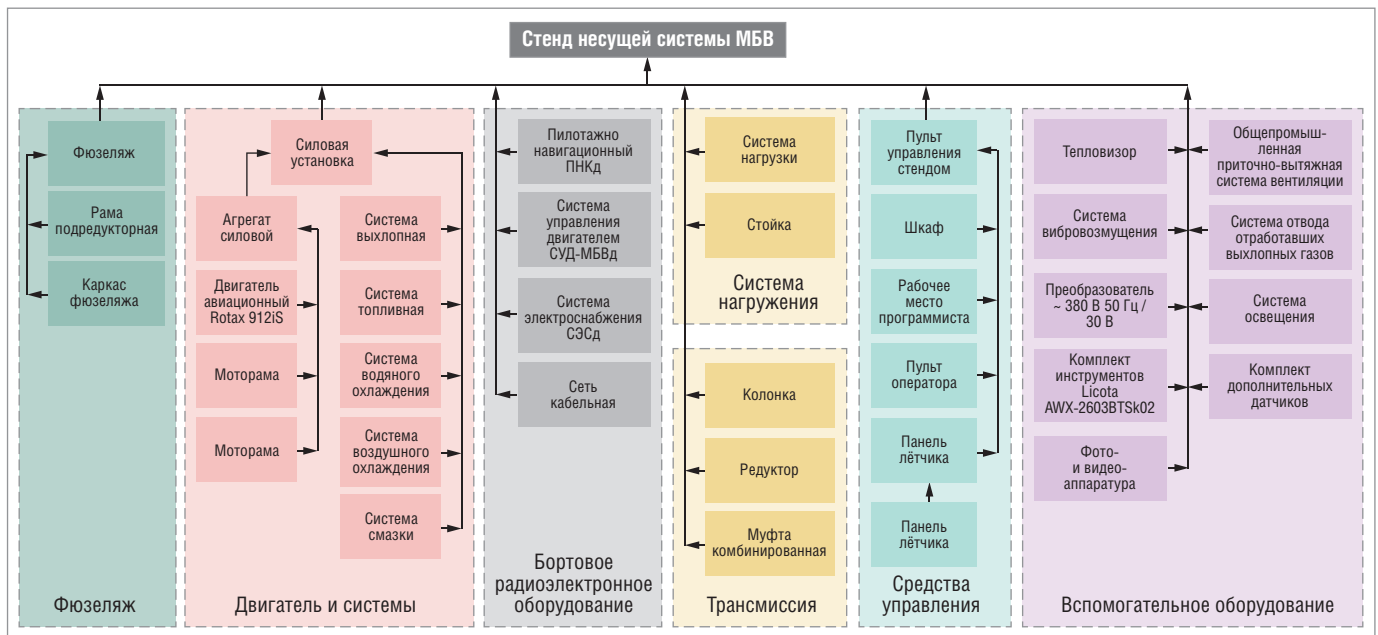 Стенд несущей системы МБВ
Фюзеляж
Рама
подредукторная
Каркас
фюзеляжа
Фюзеляж
Силовая
установка
Агрегат
силовой
Двигатель
авиационный
Rotax 912iS
Моторама
Моторама
Система
выхлопная
Система
топливная
Система
водяного
охлаждения
Система
воздушного
охлаждения
Система
смазки
Двигатель и системы
Пилотажно
навигационный
ПНКд
Система
управления
двигателем
СУД-МБВд
Система
электроснабжения
СЭСд
Сеть
кабельная
Бортовое
радиоэлектронное
оборудование
Система
нагрузки
Стойка
Система
нагружения
Колонка
Редуктор
Муфта
комбинированная
Трансмиссия
Пульт
управления
стендом
Шкаф
Рабочее
место
программиста
Пульт
оператора
Панель
лётчика
Панель
лётчика
Средства
управления
Тепловизор
Система
вибровозмущения
Преобразователь
~ 380 В 50 Гц /
30 В
Комплект
инструментов
Licota
AWX-2603BTSk02
Фото-
и видео-
аппаратура
Общепромыш-
ленная
приточно-вытяжная
система вентиляции
Система отвода
отработавших
выхлопных газов
Система
освещения
Комплект
дополнительных
датчиков
Вспомогательное оборудование